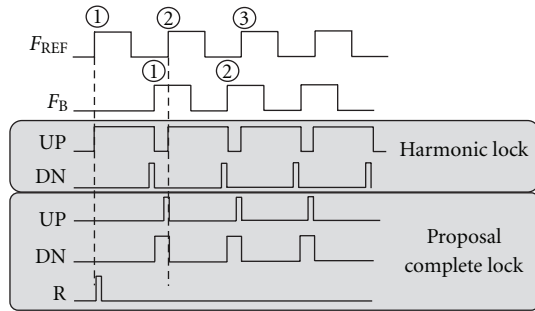 ① ② ③
F_REF
① ②
F_B
UP
Harmonic lock
DN
UP
DN
Proposal
complete lock
R